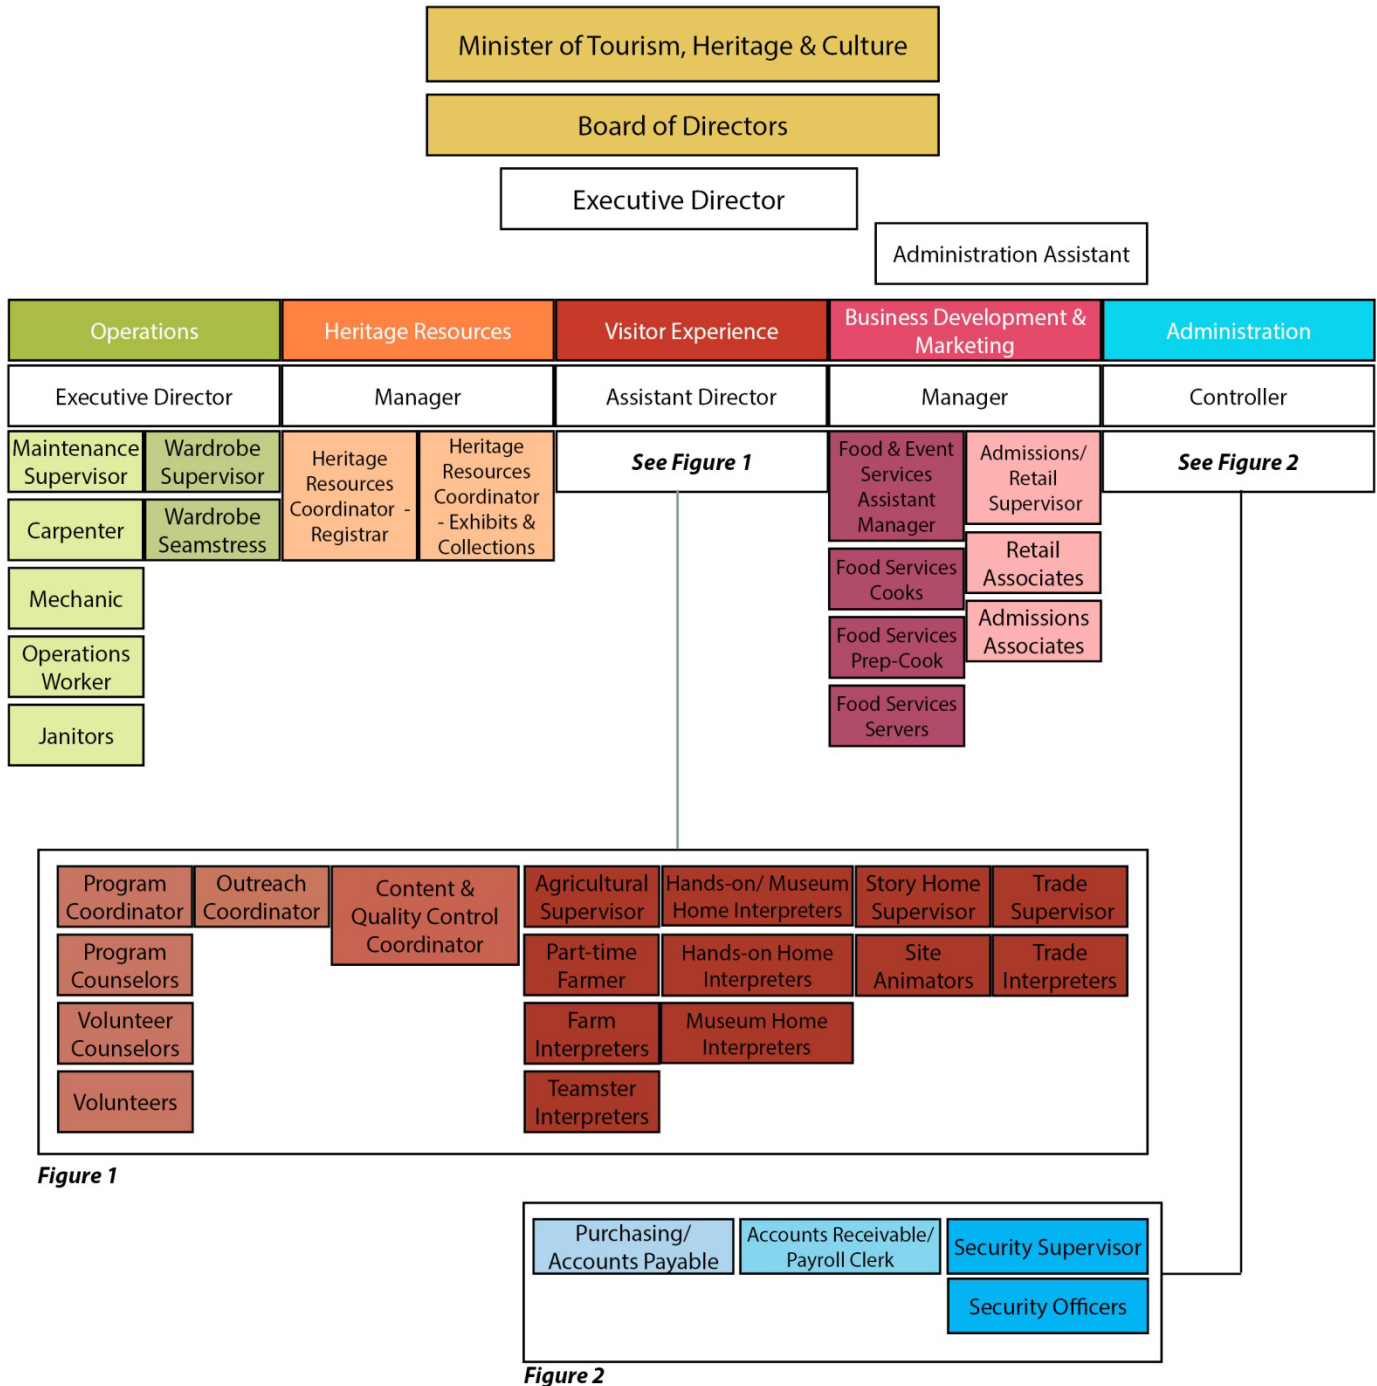 Minister of Tourism, Heritage & Culture
Board of Directors
Executive Director
Administration Assistant
Operations
Heritage Resources
Visitor Experience
Business Development &
Marketing
Administration
Executive Director
Manager
Assistant Director
Manager
Controller
Maintenance
Supervisor
Carpenter
Mechanic
Operations
Worker
Janitors
Wardrobe
Supervisor
Wardrobe
Seamstress
Heritage
Resources
Coordinator -
Registrar
Heritage
Resources
Coordinator
- Exhibits &
Collections
See Figure 1
Food & Event
Services
Assistant
Manager
Food Services
Cooks
Food Services
Prep-Cook
Food Services
Servers
Admissions/
Retail
Supervisor
Retail
Associates
Admissions
Associates
See Figure 2
Program
Coordinator
Program
Counselors
Volunteer
Counselors
Volunteers
Outreach
Coordinator
Content &
Quality Control
Coordinator
Agricultural
Supervisor
Part-time
Farmer
Farm
Interpreters
Teamster
Interpreters
Hands-on/ Museum
Home Interpreters
Hands-on Home
Interpreters
Museum Home
Interpreters
Story Home
Supervisor
Site
Animators
Trade
Supervisor
Trade
Interpreters
Figure 1
Purchasing/
Accounts Payable
Accounts Receivable/
Payroll Clerk
Security Supervisor
Security Officers
Figure 2